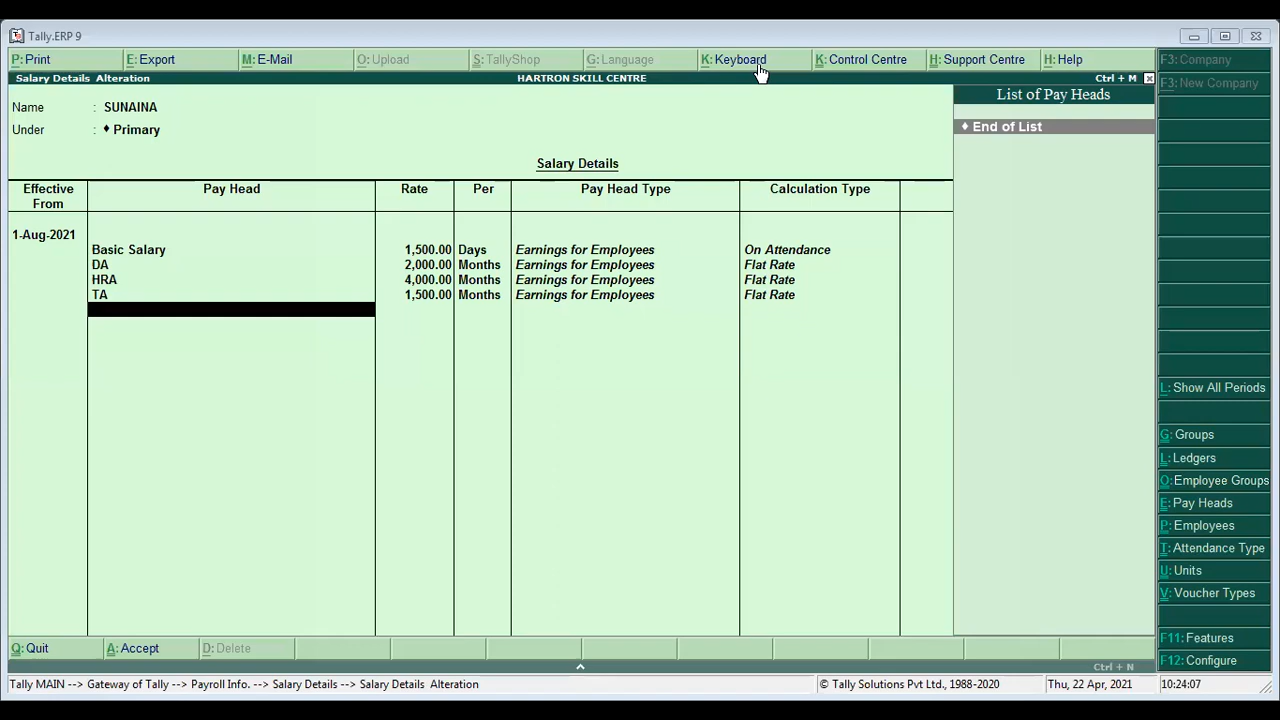 Tally.ERP 9
P: Print E: Export M: E-Mail O: Upload S: TallyShop G: Language K: Keyboard K: Control Centre H: Support Centre H: Help
Salary Details Alteration HARTRON SKILL CENTRE Ctrl + M
Name : SUNAINA
Under : ♦ Primary
Salary Details
Effective From Pay Head Rate Per Pay Head Type Calculation Type
1-Aug-2021
Basic Salary 1,500.00 Days Earnings for Employees On Attendance
DA 2,000.00 Months Earnings for Employees Flat Rate
HRA 4,000.00 Months Earnings for Employees Flat Rate
TA 1,500.00 Months Earnings for Employees Flat Rate
List of Pay Heads
♦ End of List
F3: Company
F3: New Company
L: Show All Periods
G: Groups
L: Ledgers
O: Employee Groups
E: Pay Heads
P: Employees
T: Attendance Type
U: Units
V: Voucher Types
F11: Features
F12: Configure
Q: Quit A: Accept D: Delete
Ctrl + N
Tally MAIN --> Gateway of Tally --> Payroll Info. --> Salary Details --> Salary Details Alteration © Tally Solutions Pvt Ltd., 1988-2020 Thu, 22 Apr, 2021 10:24:07